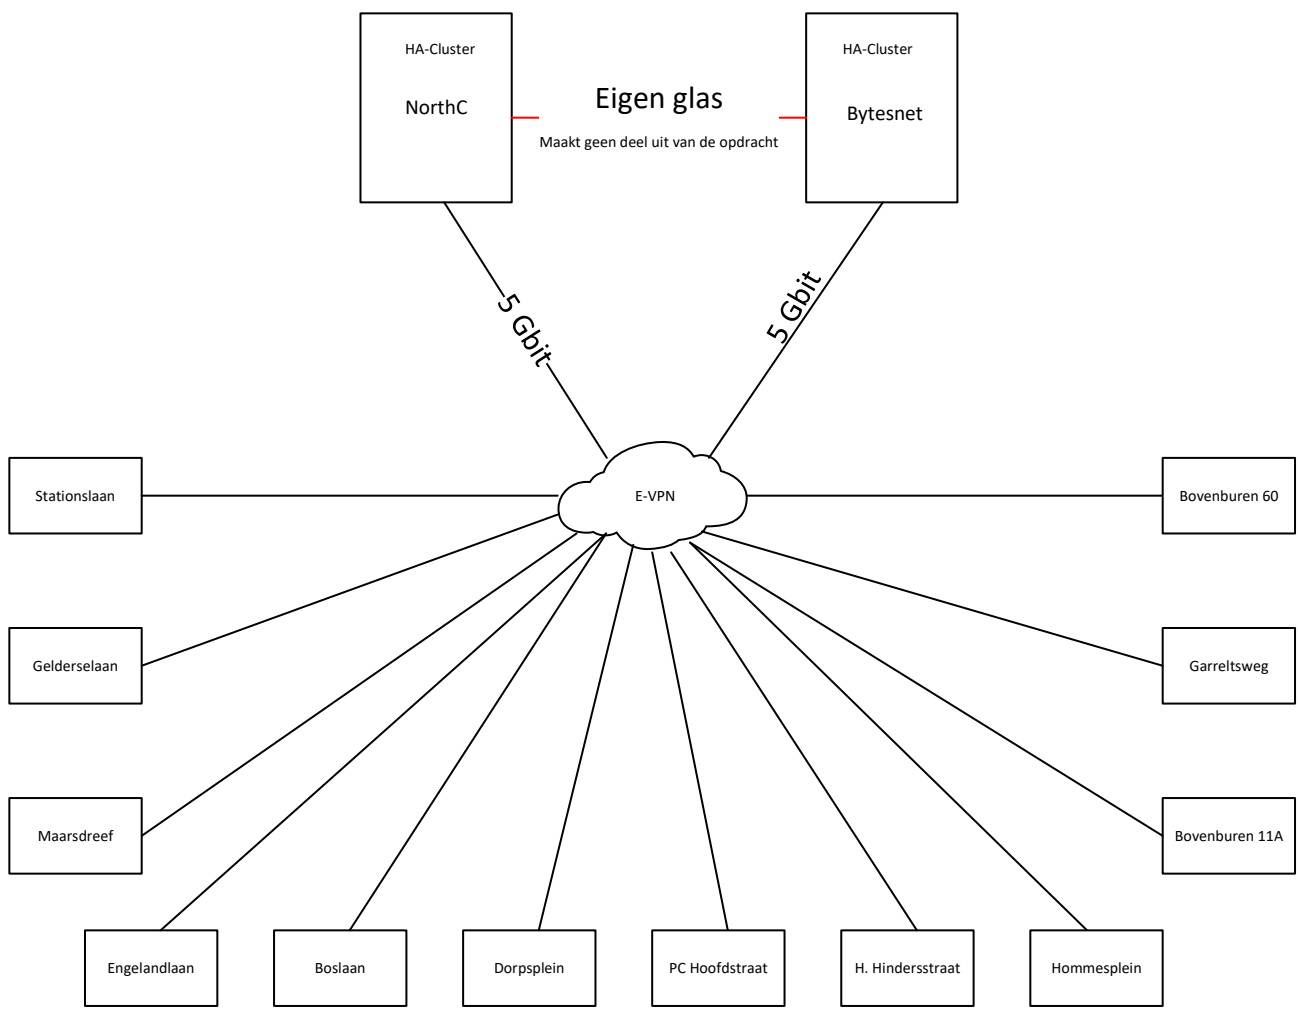 HA-Cluster
HA-Cluster
NorthC
Eigen glas
Bytesnet
Maakt geen deel uit van de opdracht
5 Gbit
5 Gbit
Stationslaan
E-VPN
Bovenburen 60
Gelderselaan
Garreltsweg
Maarsdreef
Bovenburen 11A
Engelandlaan
Boslaan
Dorpsplein
PC Hoofdstraat
H. Hindersstraat
Hommesplein